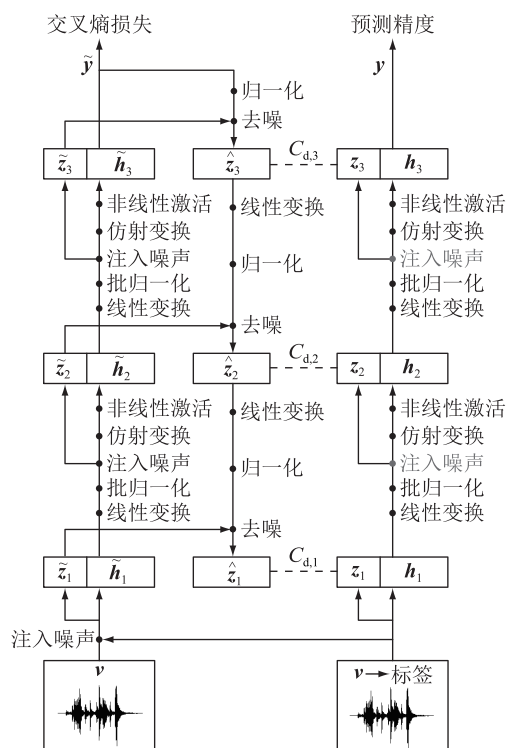 交叉熵损失 预测精度
ỹ y
归一化
去噪
z̃₃ h̃₃ ẑ₃ C_d,3 z₃ h₃
非线性激活 线性变换 非线性激活
仿射变换 仿射变换
注入噪声 归一化 注入噪声
批归一化 批归一化
线性变换 线性变换
去噪
z̃₂ h̃₂ ẑ₂ C_d,2 z₂ h₂
非线性激活 线性变换 非线性激活
仿射变换 仿射变换
注入噪声 归一化 注入噪声
批归一化 批归一化
线性变换 线性变换
去噪
z̃₁ h̃₁ ẑ₁ C_d,1 z₁ h₁
注入噪声
v v→标签